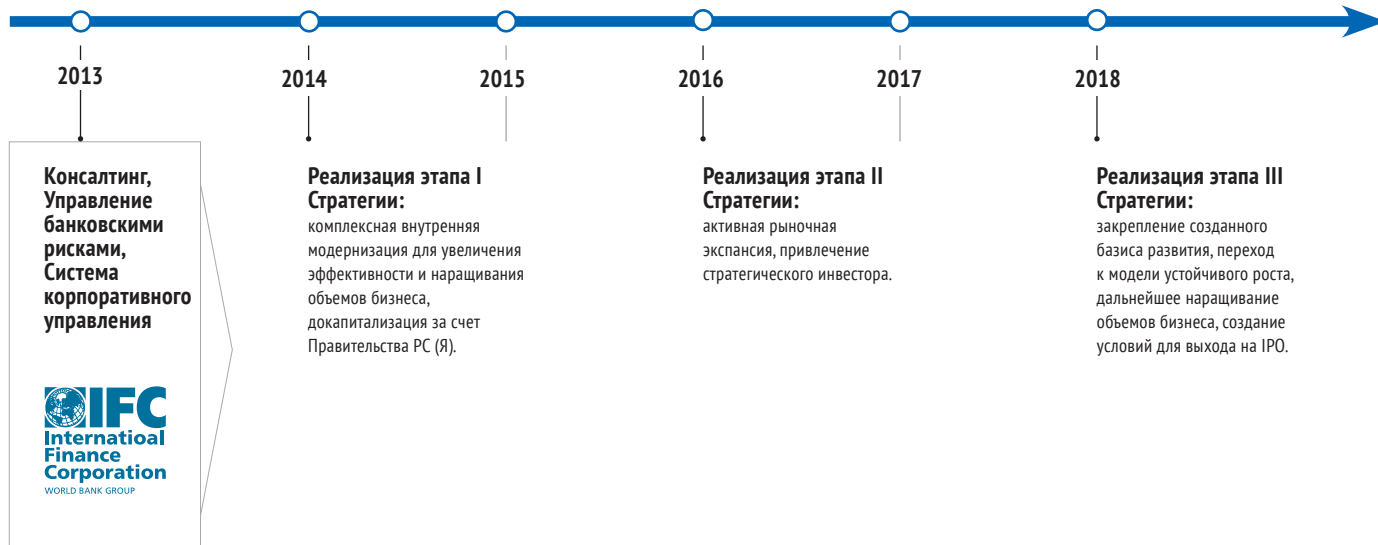 2013
2014
2015
2016
2017
2018
Консалтинг,
Управление
банковскими
рисками,
Система
корпоративного
управления
IFC
Internatioal
Finance
Corporation
WORLD BANK GROUP
Реализация этапа I
Стратегии:
комплексная внутренняя
модернизация для увеличения
эффективности и наращивания
объемов бизнеса,
докапитализация за счет
Правительства РС (Я).
Реализация этапа II
Стратегии:
активная рыночная
экспансия, привлечение
стратегического инвестора.
Реализация этапа III
Стратегии:
закрепление созданного
базиса развития, переход
к модели устойчивого роста,
дальнейшее наращивание
объемов бизнеса, создание
условий для выхода на IPO.